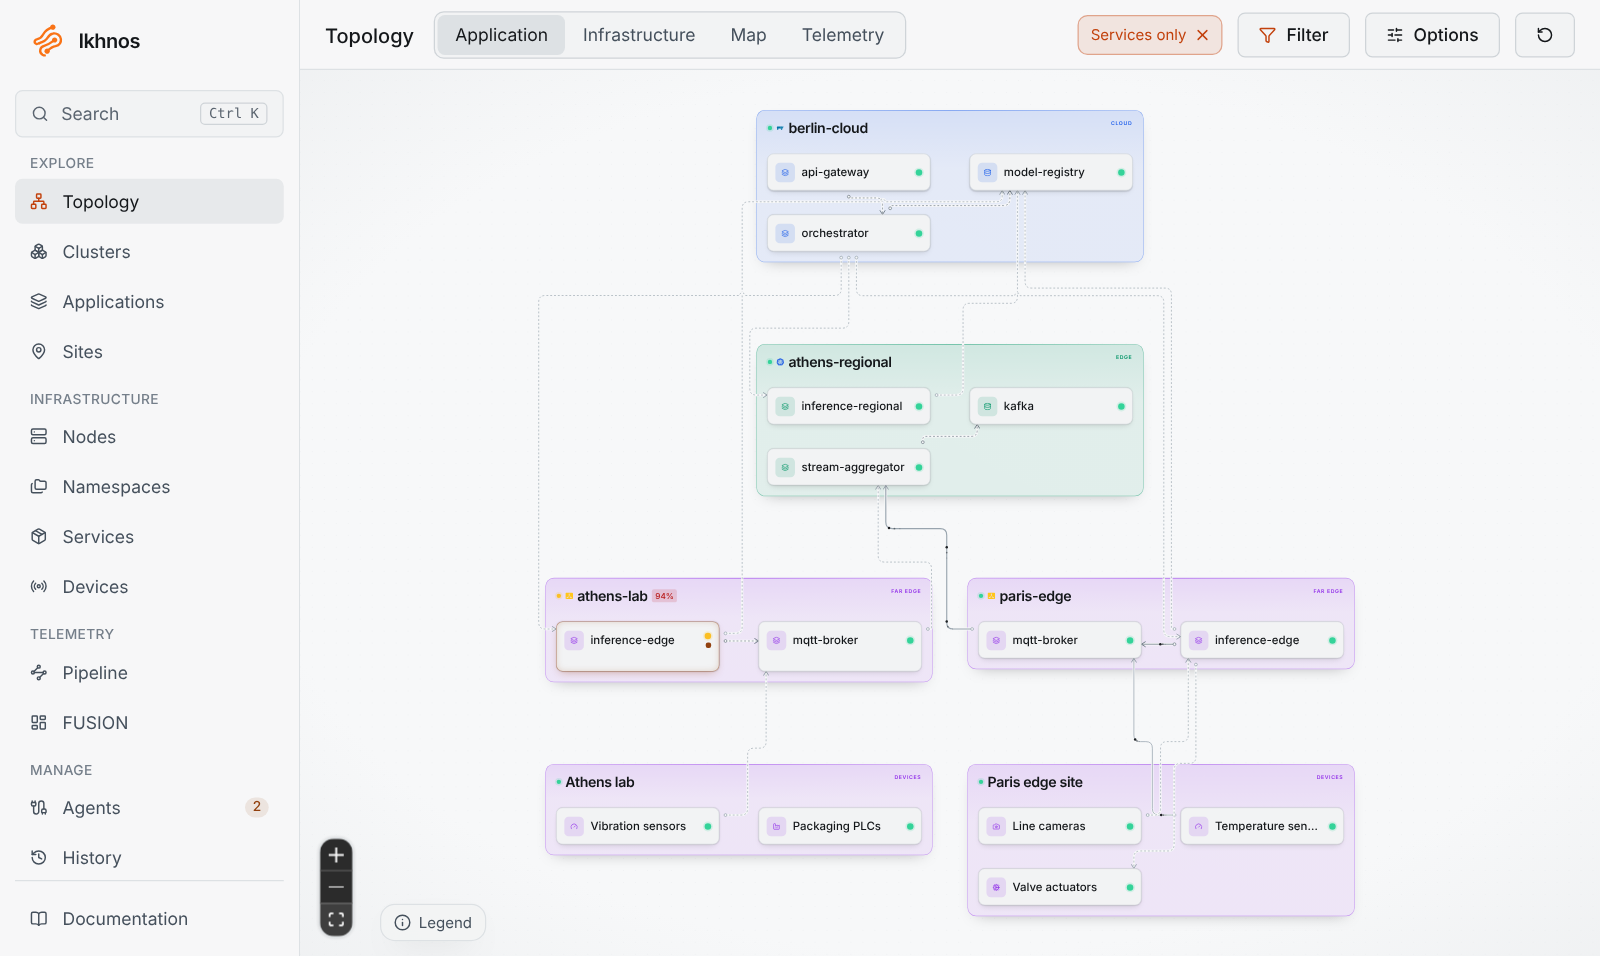 Ikhnos
Search
Ctrl K
EXPLORE
Topology
Clusters
Applications
Sites
INFRASTRUCTURE
Nodes
Namespaces
Services
Devices
TELEMETRY
Pipeline
FUSION
MANAGE
Agents
2
History
Documentation
Topology
Application
Infrastructure
Map
Telemetry
Services only
Filter
Options
berlin-cloud
CLOUD
api-gateway
model-registry
orchestrator
athens-regional
EDGE
inference-regional
kafka
stream-aggregator
athens-lab
94%
FAR EDGE
inference-edge
mqtt-broker
paris-edge
FAR EDGE
mqtt-broker
inference-edge
Athens lab
DEVICES
Vibration sensors
Packaging PLCs
Paris edge site
DEVICES
Line cameras
Temperature sen...
Valve actuators
Legend